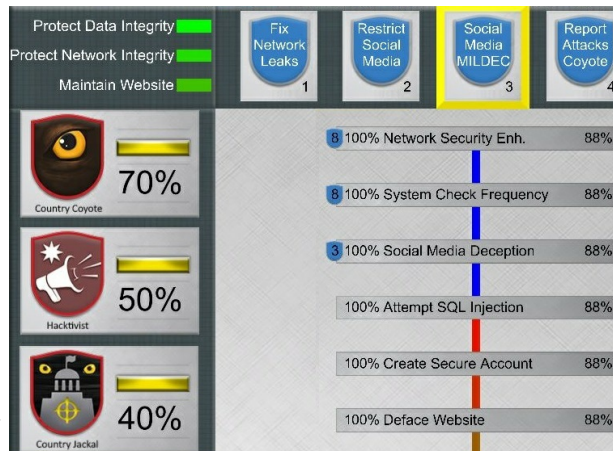 Protect Data Integrity
Protect Network Integrity
Maintain Website
Fix
Network
Leaks
1
Restrict
Social
Media
2
Social
Media
MILDEC
3
Report
Attacks
Coyote
4
Country Coyote
70%
Hacktivist
50%
Country Jackal
40%
8 100% Network Security Enh. 88%
8 100% System Check Frequency 88%
3 100% Social Media Deception 88%
100% Attempt SQL Injection 88%
100% Create Secure Account 88%
100% Deface Website 88%